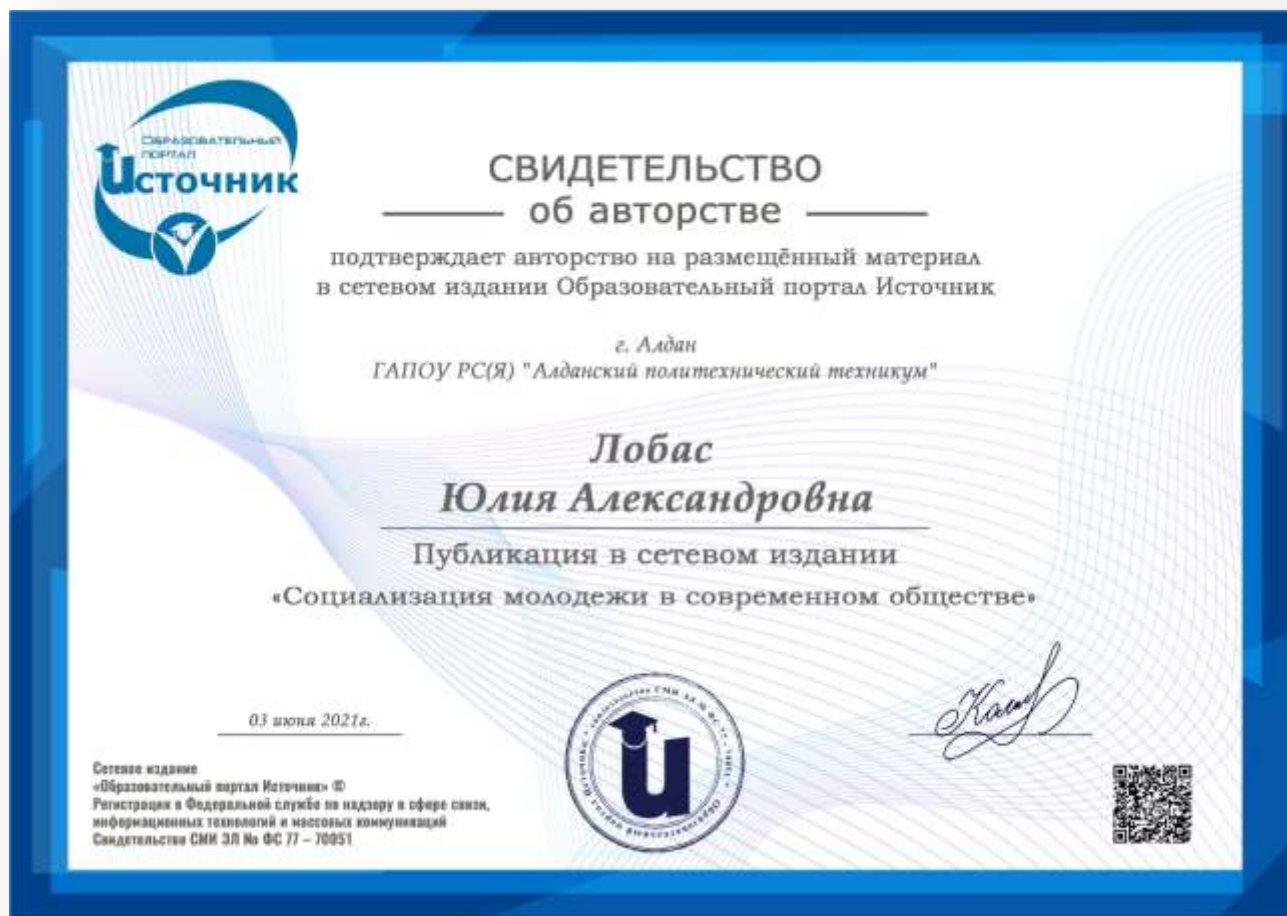 Образовательный
портал
Источник
СВИДЕТЕЛЬСТВО
об авторстве
подтверждает авторство на размещённый материал
в сетевом издании Образовательный портал Источник
г. Алдан
ГАПОУ РС(Я) "Алданский политехнический техникум"
Лобас
Юлия Александровна
Публикация в сетевом издании
«Социализация молодежи в современном обществе»
03 июня 2021г.
Сетевое издание
«Образовательный портал Источник» ©
Регистрация в Федеральной службе по надзору в сфере связи,
информационных технологий и массовых коммуникаций
Свидетельство СМИ ЭЛ № ФС 77 – 70951